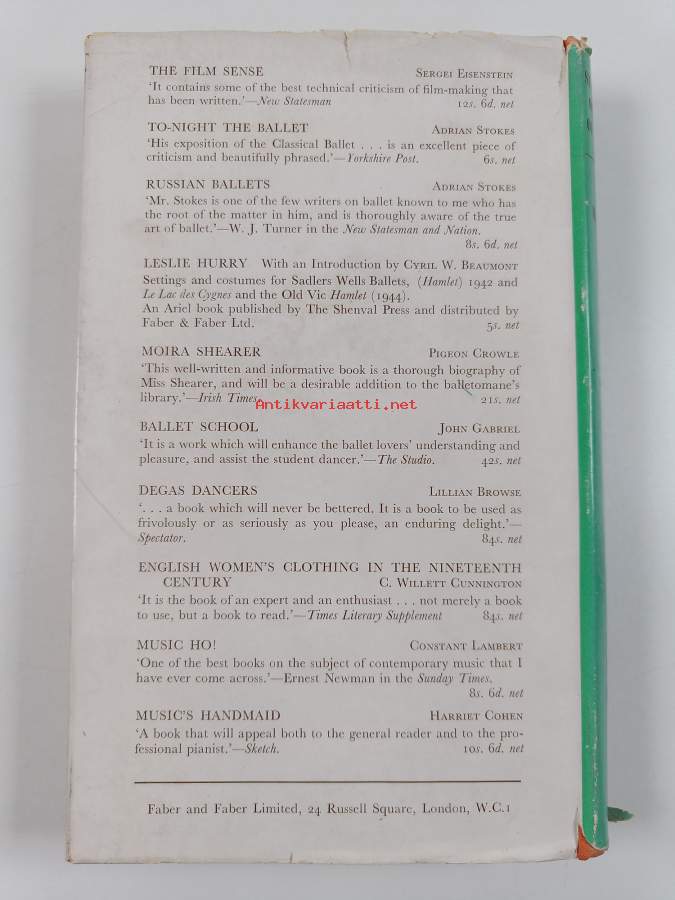 THE FILM SENSE Sergei Eisenstein
‘It contains some of the best technical criticism of film-making that
has been written.’—New Statesman 12s. 6d. net
TO-NIGHT THE BALLET Adrian Stokes
‘His exposition of the Classical Ballet . . . is an excellent piece of
criticism and beautifully phrased.’—Yorkshire Post. 6s. net
RUSSIAN BALLETS Adrian Stokes
‘Mr. Stokes is one of the few writers on ballet known to me who has
the root of the matter in him, and is thoroughly aware of the true
art of ballet.’—W. J. Turner in the New Statesman and Nation.
8s. 6d. net
LESLIE HURRY With an Introduction by Cyril W. Beaumont
Settings and costumes for Sadlers Wells Ballets, (Hamlet) 1942 and
Le Lac des Cygnes and the Old Vic Hamlet (1944).
An Ariel book published by The Shenval Press and distributed by
Faber & Faber Ltd. 5s. net
MOIRA SHEARER Pigeon Crowle
‘This well-written and informative book is a thorough biography of
Miss Shearer, and will be a desirable addition to the balletomane’s
library.’—Irish Times. 21s. net
Antikvariaatti.net
BALLET SCHOOL John Gabriel
‘It is a work which will enhance the ballet lovers’ understanding and
pleasure, and assist the student dancer.’—The Studio. 42s. net
DEGAS DANCERS Lillian Browse
‘. . . a book which will never be bettered. It is a book to be used as
frivolously or as seriously as you please, an enduring delight.’—
Spectator. 84s. net
ENGLISH WOMEN’S CLOTHING IN THE NINETEENTH
CENTURY C. Willett Cunnington
‘It is the book of an expert and an enthusiast . . . not merely a book
to use, but a book to read.’—Times Literary Supplement 84s. net
MUSIC HO! Constant Lambert
‘One of the best books on the subject of contemporary music that I
have ever come across.’—Ernest Newman in the Sunday Times.
8s. 6d. net
MUSIC’S HANDMAID Harriet Cohen
‘A book that will appeal both to the general reader and to the pro-
fessional pianist.’—Sketch. 10s. 6d. net
Faber and Faber Limited, 24 Russell Square, London, W.C.1